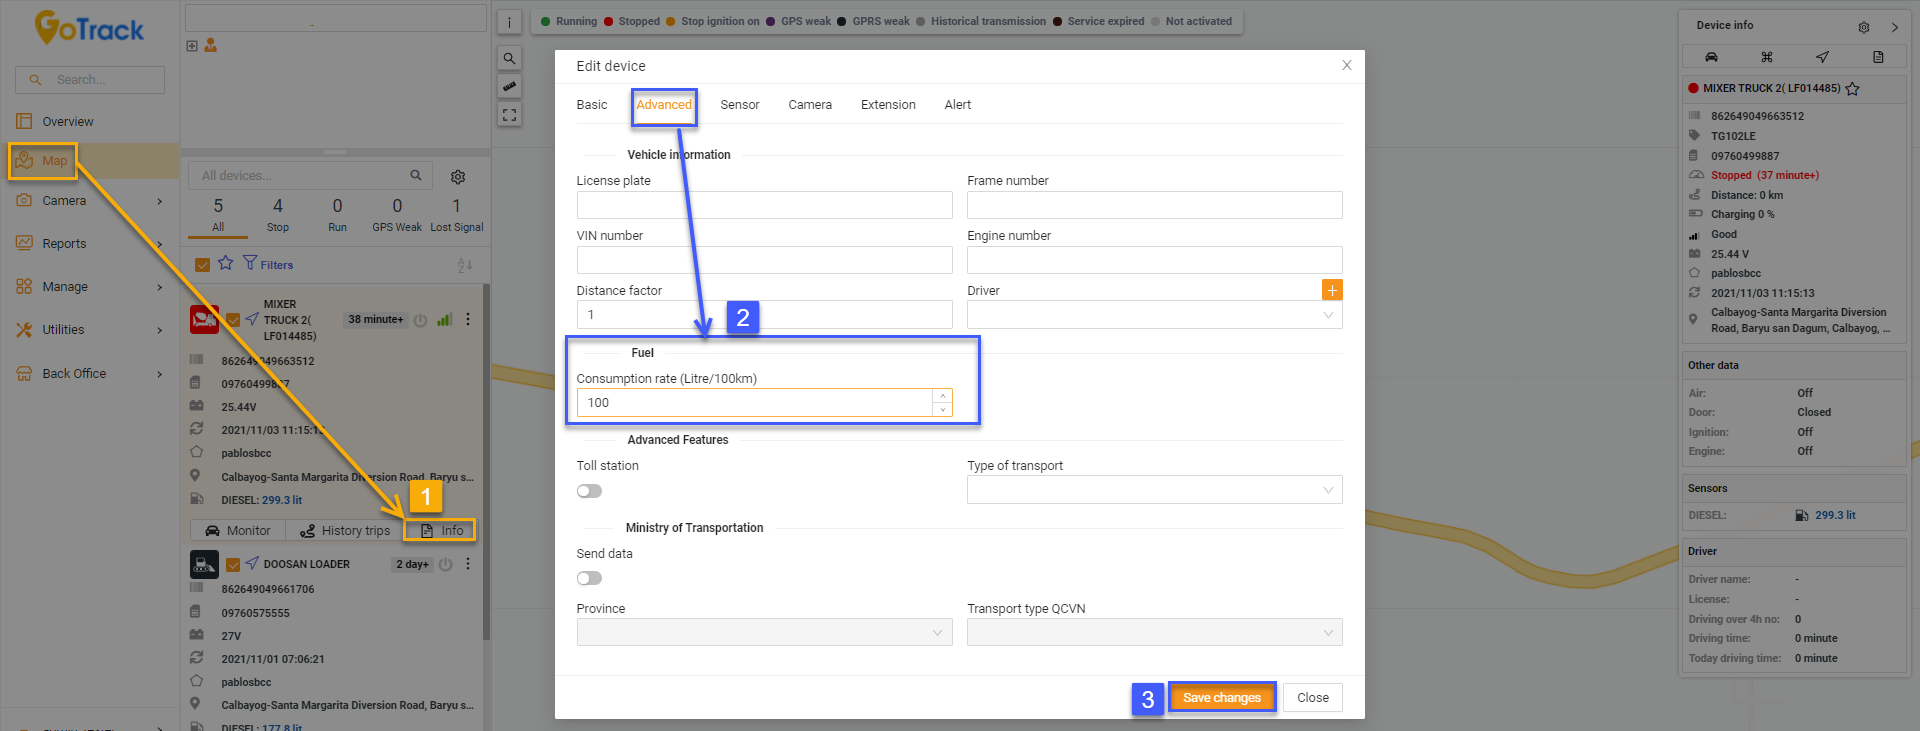 GoTrack
Search...
Overview
Map
Camera
Reports
Manage
Utilities
Back Office
-
All devices...
5
4
0
0
1
All
Stop
Run
GPS Weak
Lost Signal
Filters
MIXER TRUCK 2( LF014485)
38 minute+
862649049663512
09760499887
25.44V
2021/11/03 11:15:13
pablosbcc
Calbayog-Santa Margarita Diversion Road, Baryu s...
DIESEL: 299.3 lit
Monitor
History trips
1
Info
DOOSAN LOADER
2 day+
862649049661706
09760575555
27V
2021/11/01 07:06:21
pablosbcc
Calbayog-Santa Margarita Diversion Road, Baryu s...
DIESEL: 177.8 lit
i
Running
Stopped
Stop ignition on
GPS weak
GPRS weak
Historical transmission
Service expired
Not activated
Edit device
X
Basic
Advanced
Sensor
Camera
Extension
Alert
Vehicle information
License plate
Frame number
VIN number
Engine number
Distance factor
1
Driver
+
2
Fuel
Consumption rate (Litre/100km)
100
Advanced Features
Toll station
Type of transport
Ministry of Transportation
Send data
Province
Transport type QCVN
3
Save changes
Close
Device info
MIXER TRUCK 2( LF014485)
862649049663512
TG102LE
09760499887
Stopped (37 minute+)
Distance: 0 km
Charging 0 %
Good
25.44 V
pablosbcc
2021/11/03 11:15:13
Calbayog-Santa Margarita Diversion
Road, Baryu san Dagum, Calbayog, ...
Other data
Air: Off
Door: Closed
Ignition: Off
Engine: Off
Sensors
DIESEL: 299.3 lit
Driver
Driver name: -
License: -
Driving over 4h no: 0
Driving time: 0 minute
Today driving time: 0 minute